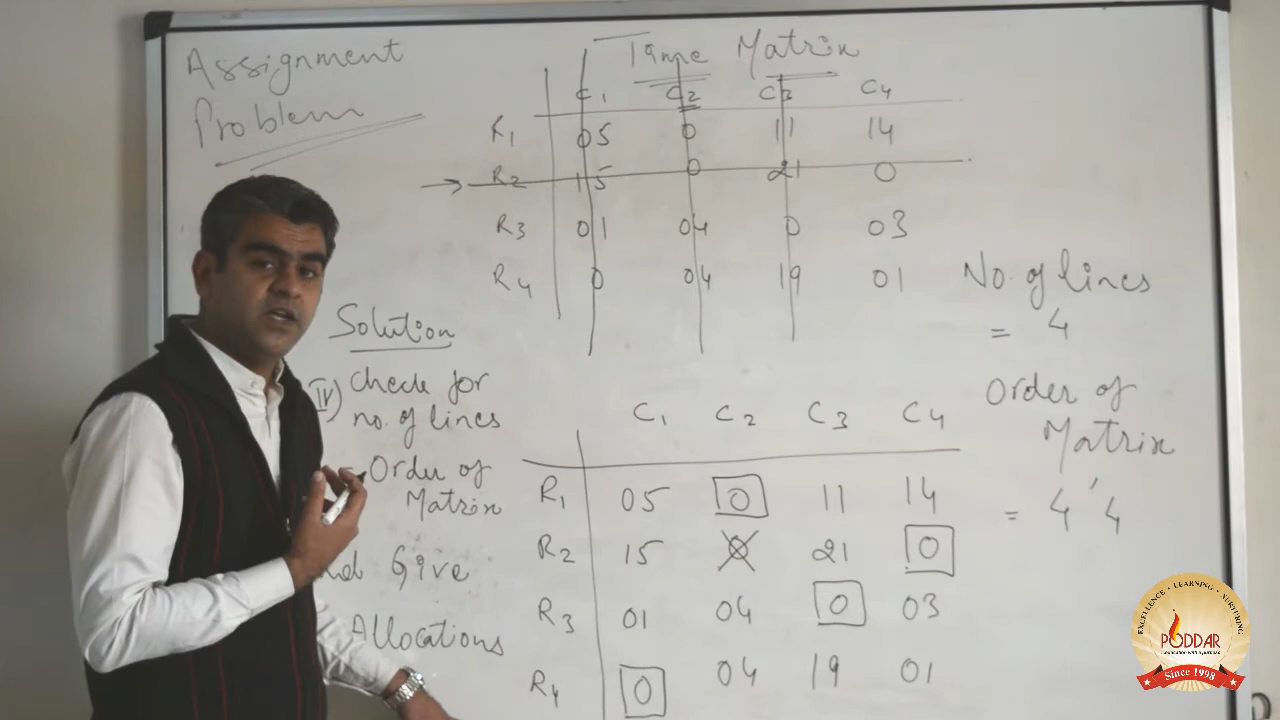 Assignment
Problem
Time Matrix
C1 C2 C3 C4
R1 05 0 11 14
R2 15 0 21 0
R3 01 04 0 03
R4 0 04 19 01
No. of lines
= 4
Order of
Matrix
= 4 ' 4
Solution
IV) Check for
no. of lines
Order of
Matrix
Give
Allocations
C1 C2 C3 C4
R1 05 0 11 14
R2 15 0 21 0
R3 01 04 0 03
R4 0 04 19 01
EXCELLENCE • LEARNING • NURTURING
PODDAR
Since 1998